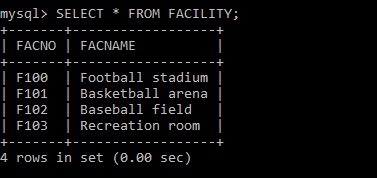 mysql> SELECT * FROM FACILITY;
+-------+-------------------+
| FACNO | FACNAME           |
+-------+-------------------+
| F100  | Football stadium  |
| F101  | Basketball arena  |
| F102  | Baseball field    |
| F103  | Recreation room   |
+-------+-------------------+
4 rows in set (0.00 sec)